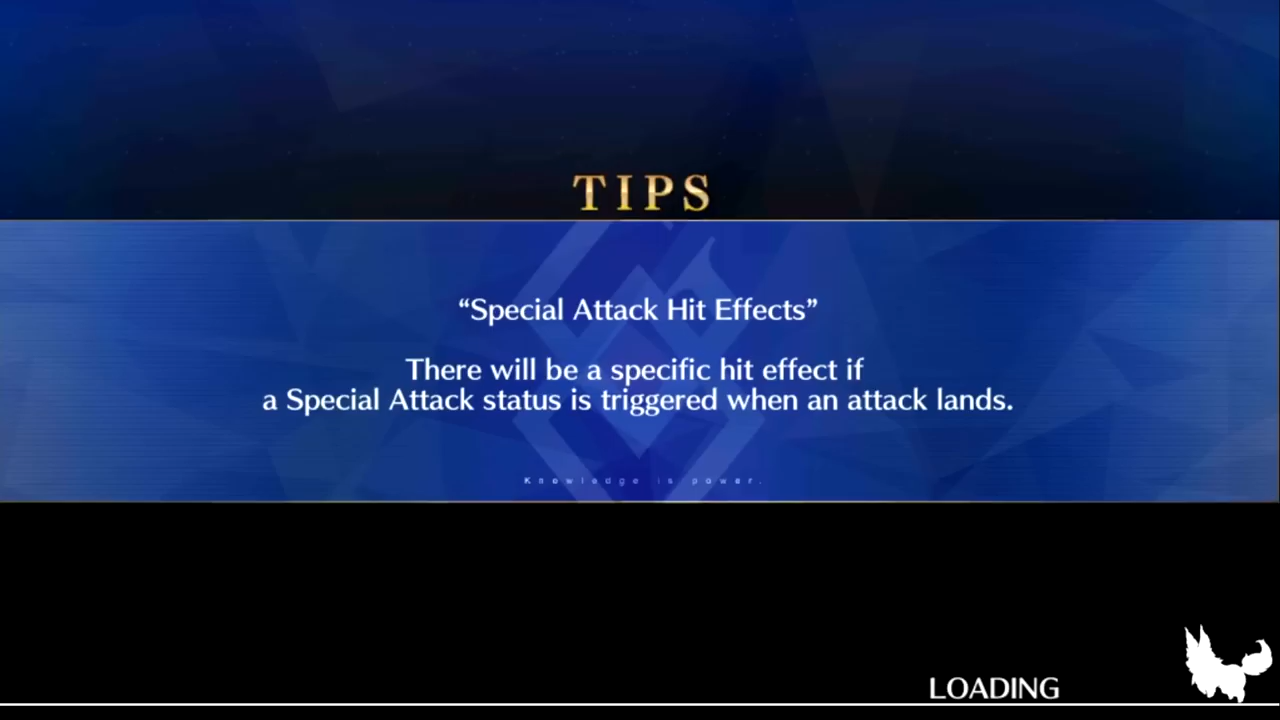 TIPS
“Special Attack Hit Effects”
There will be a specific hit effect if
a Special Attack status is triggered when an attack lands.
Knowledge is power.
LOADING